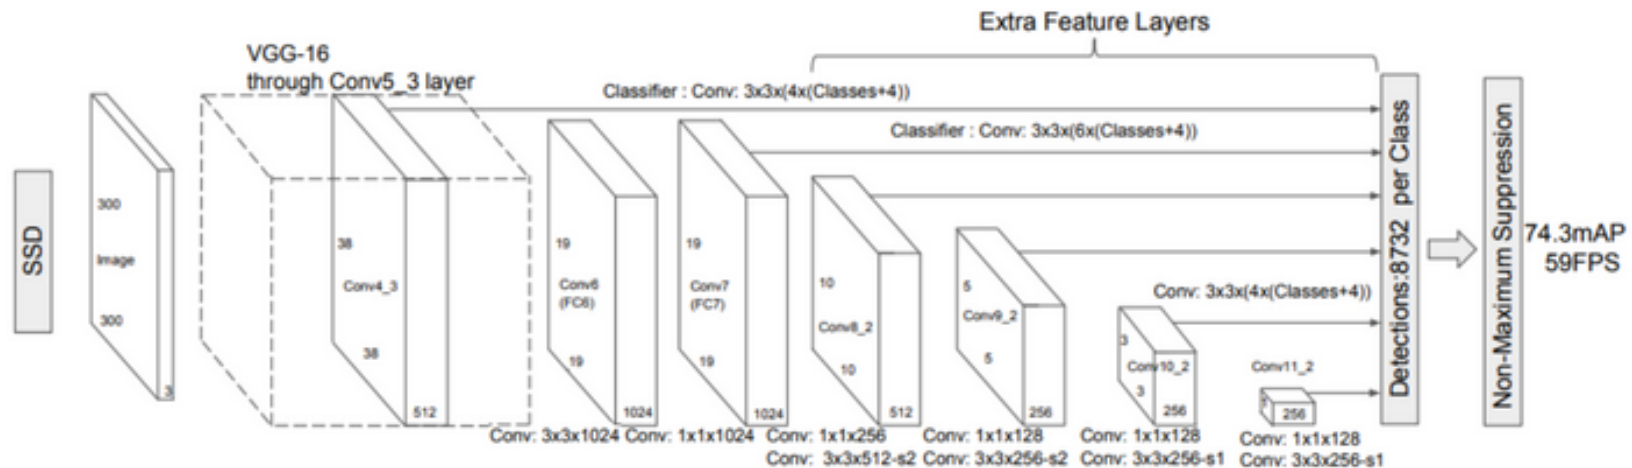 Extra Feature Layers
VGG-16
through Conv5_3 layer
Classifier : Conv: 3x3x(4x(Classes+4))
Classifier : Conv: 3x3x(6x(Classes+4))
SSD
300
Image
300
3
38
Conv4_3
38
512
19
Conv6
(FC6)
19
1024
19
Conv7
(FC7)
19
1024
10
Conv8_2
10
512
5
Conv9_2
5
256
Conv: 3x3x(4x(Classes+4))
3
Conv10_2
3
256
Conv11_2
256
Detections:8732 per Class
Non-Maximum Suppression
74.3mAP
59FPS
Conv: 3x3x1024
Conv: 1x1x1024
Conv: 1x1x256
Conv: 3x3x512-s2
Conv: 1x1x128
Conv: 3x3x256-s2
Conv: 1x1x128
Conv: 3x3x256-s1
Conv: 1x1x128
Conv: 3x3x256-s1